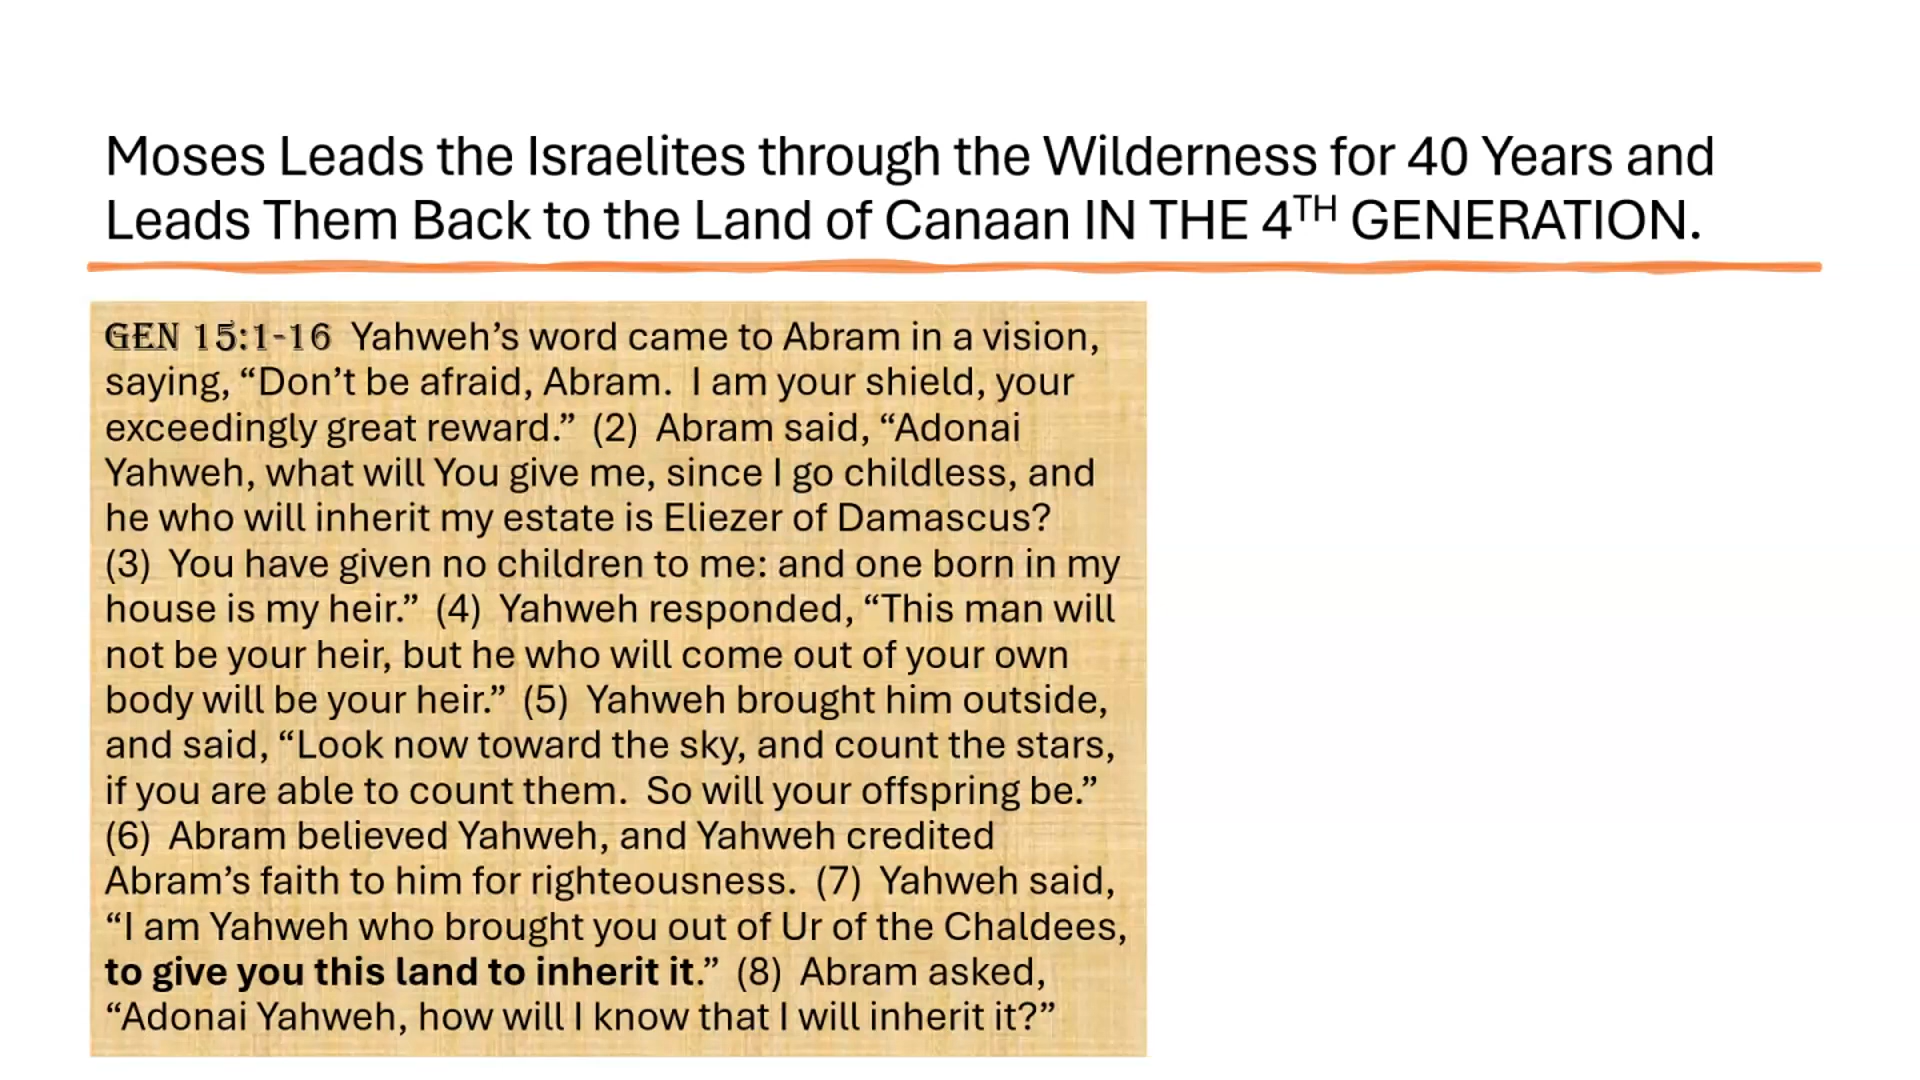 Moses Leads the Israelites through the Wilderness for 40 Years and
Leads Them Back to the Land of Canaan IN THE 4TH GENERATION.
GEN 15:1-16 Yahweh’s word came to Abram in a vision,
saying, “Don’t be afraid, Abram. I am your shield, your
exceedingly great reward.” (2) Abram said, “Adonai
Yahweh, what will You give me, since I go childless, and
he who will inherit my estate is Eliezer of Damascus?
(3) You have given no children to me: and one born in my
house is my heir.” (4) Yahweh responded, “This man will
not be your heir, but he who will come out of your own
body will be your heir.” (5) Yahweh brought him outside,
and said, “Look now toward the sky, and count the stars,
if you are able to count them. So will your offspring be.”
(6) Abram believed Yahweh, and Yahweh credited
Abram’s faith to him for righteousness. (7) Yahweh said,
“I am Yahweh who brought you out of Ur of the Chaldees,
to give you this land to inherit it.” (8) Abram asked,
“Adonai Yahweh, how will I know that I will inherit it?”